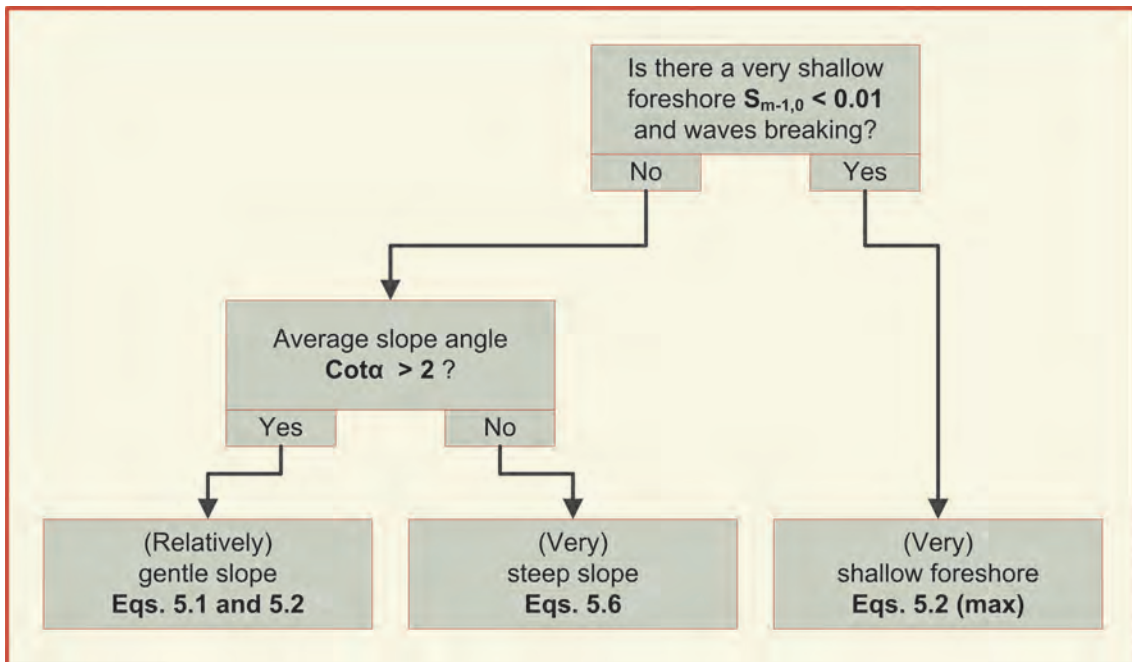 Is there a very shallow
foreshore Sm-1,0 < 0.01
and waves breaking?
No
Yes
Average slope angle
Cotα > 2 ?
Yes
No
(Relatively)
gentle slope
Eqs. 5.1 and 5.2
(Very)
steep slope
Eqs. 5.6
(Very)
shallow foreshore
Eqs. 5.2 (max)